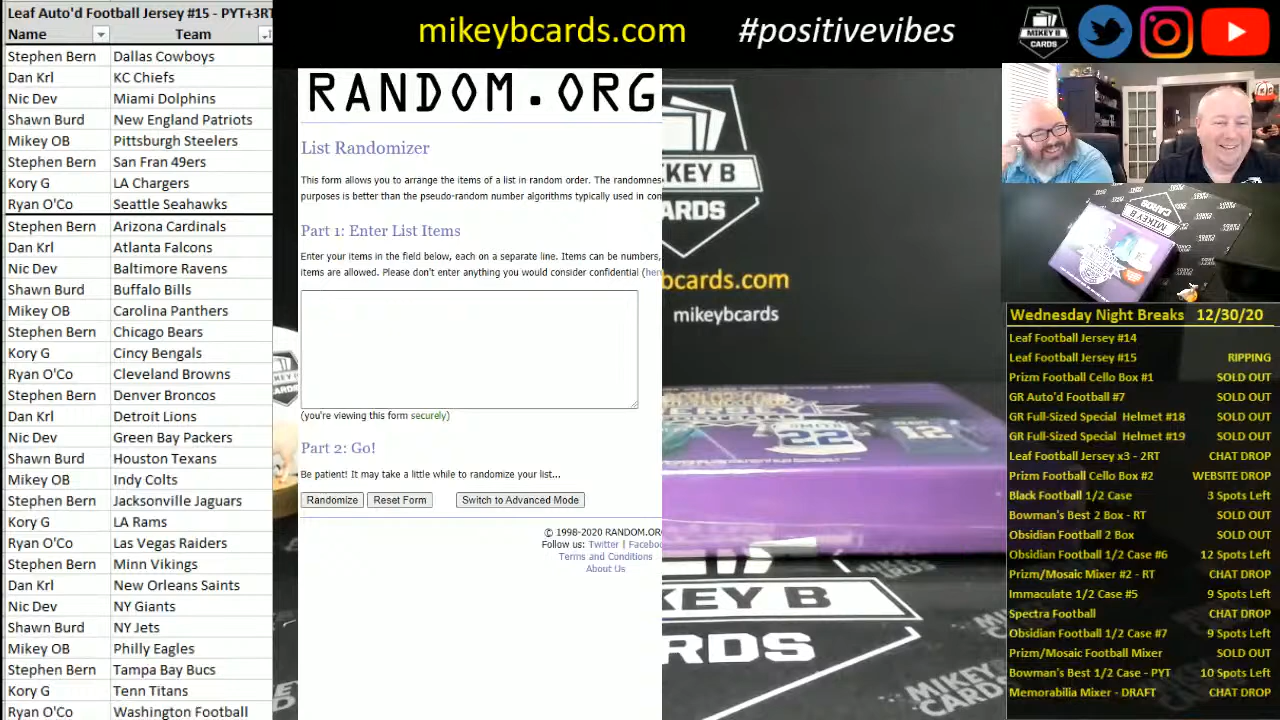 Leaf Auto'd Football Jersey #15 - PYT+3RT
Name Team
Stephen Bern Dallas Cowboys
Dan Krl KC Chiefs
Nic Dev Miami Dolphins
Shawn Burd New England Patriots
Mikey OB Pittsburgh Steelers
Stephen Bern San Fran 49ers
Kory G LA Chargers
Ryan O'Co Seattle Seahawks
Stephen Bern Arizona Cardinals
Dan Krl Atlanta Falcons
Nic Dev Baltimore Ravens
Shawn Burd Buffalo Bills
Mikey OB Carolina Panthers
Stephen Bern Chicago Bears
Kory G Cincy Bengals
Ryan O'Co Cleveland Browns
Stephen Bern Denver Broncos
Dan Krl Detroit Lions
Nic Dev Green Bay Packers
Shawn Burd Houston Texans
Mikey OB Indy Colts
Stephen Bern Jacksonville Jaguars
Kory G LA Rams
Ryan O'Co Las Vegas Raiders
Stephen Bern Minn Vikings
Dan Krl New Orleans Saints
Nic Dev NY Giants
Shawn Burd NY Jets
Mikey OB Philly Eagles
Stephen Bern Tampa Bay Bucs
Kory G Tenn Titans
Ryan O'Co Washington Football
mikeybcards.com #positivevibes
MIKEY B
CARDS
RANDOM.ORG
List Randomizer
This form allows you to arrange the items of a list in random order. The randomnes
purposes is better than the pseudo-random number algorithms typically used in con
Part 1: Enter List Items
Enter your items in the field below, each on a separate line. Items can be numbers,
items are allowed. Please don't enter anything you would consider confidential (her
(you're viewing this form securely)
Part 2: Go!
Be patient! It may take a little while to randomize your list...
Randomize Reset Form Switch to Advanced Mode
© 1998-2020 RANDOM.ORG
Follow us: Twitter | Faceboo
Terms and Conditions
About Us
KEY B
ARDS
bcards.com
mikeybcards
SMITH
22
12
KEY B
RDS
MIKEY B
CARDS
MIKEY B
CARDS
Wednesday Night Breaks 12/30/20
Leaf Football Jersey #14
Leaf Football Jersey #15 RIPPING
Prizm Football Cello Box #1 SOLD OUT
GR Auto'd Football #7 SOLD OUT
GR Full-Sized Special Helmet #18 SOLD OUT
GR Full-Sized Special Helmet #19 SOLD OUT
Leaf Football Jersey x3 - 2RT CHAT DROP
Prizm Football Cello Box #2 WEBSITE DROP
Black Football 1/2 Case 3 Spots Left
Bowman's Best 2 Box - RT SOLD OUT
Obsidian Football 2 Box SOLD OUT
Obsidian Football 1/2 Case #6 12 Spots Left
Prizm/Mosaic Mixer #2 - RT CHAT DROP
Immaculate 1/2 Case #5 9 Spots Left
Spectra Football CHAT DROP
Obsidian Football 1/2 Case #7 9 Spots Left
Prizm/Mosaic Football Mixer SOLD OUT
Bowman's Best 1/2 Case - PYT 10 Spots Left
Memorabilia Mixer - DRAFT CHAT DROP